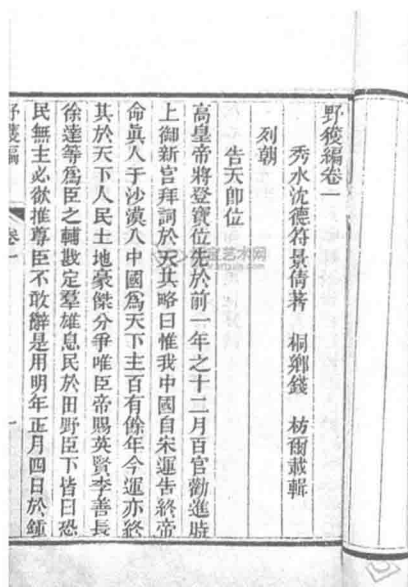 野獲編卷一
秀水沈德符景倩著　桐鄉錢　枋爾載輯
列朝
告天卽位
高皇帝將登寶位先於前一年之十二月百官勸進時
上御新宮拜詞於天其略曰惟我中國自宋運吿終帝
命眞人于沙漠入中國爲天下主百有餘年今運亦終
其於天下人民土地豪傑分爭唯臣帝賜英賢李善長
徐達等爲臣之輔戡定羣雄息民於田野臣下皆曰恐
民無主必欲推尊臣不敢辭是用明年正月四日於鍾
野獲編
卷一
一